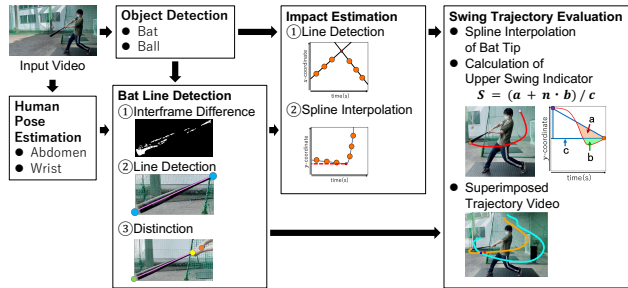 Input Video
Human
Pose
Estimation
● Abdomen
● Wrist
Object Detection
● Bat
● Ball
Bat Line Detection
①Interframe Difference
②Line Detection
③Distinction
Impact Estimation
①Line Detection
x-coordinate
time(s)
②Spline Interpolation
y-coordinate
time(s)
Swing Trajectory Evaluation
● Spline Interpolation
of Bat Tip
● Calculation of
Upper Swing Indicator
S = (a + n · b) / c
y-coordinate
a
c
b
time(s)
● Superimposed
Trajectory Video